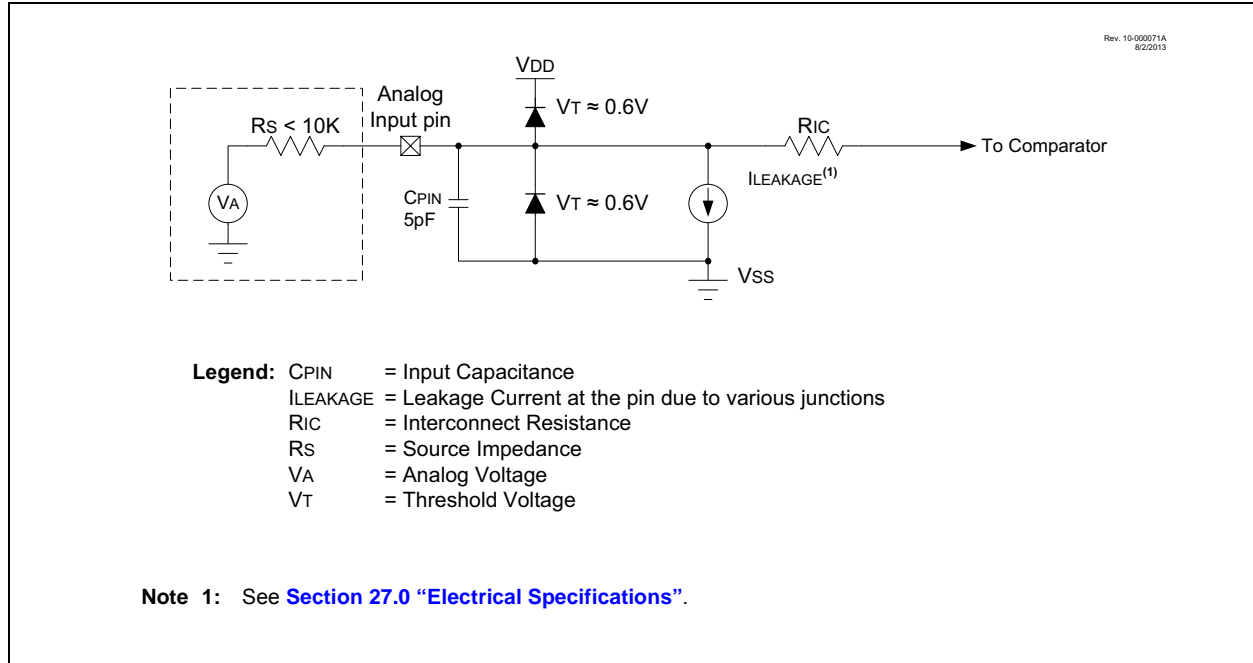 Rev. 10-000071A
8/2/2013
VDD
Analog
Input pin
VT ≈ 0.6V
RS < 10K
RIC
To Comparator
ILEAKAGE(1)
VA
CPIN
5pF
VT ≈ 0.6V
VSS
Legend: CPIN = Input Capacitance
ILEAKAGE = Leakage Current at the pin due to various junctions
RIC = Interconnect Resistance
RS = Source Impedance
VA = Analog Voltage
VT = Threshold Voltage
Note 1: See Section 27.0 “Electrical Specifications”.